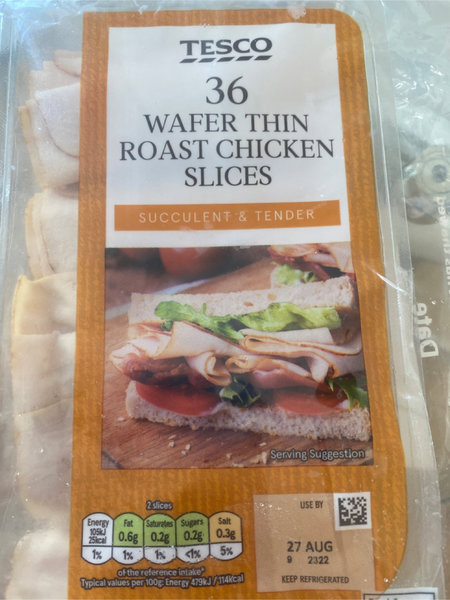 TESCO
36
WAFER THIN
ROAST CHICKEN
SLICES
SUCCULENT & TENDER
Serving Suggestion
2 slices
Energy Fat Saturates Sugars Salt
105kJ 0.6g 0.2g 0.2g 0.3g
25kcal
1% 1% 1% <1% 5%
of the reference intake*
Typical values per 100g: Energy 479kJ / 114kcal
USE BY
27 AUG
9 2322
KEEP REFRIGERATED
Date